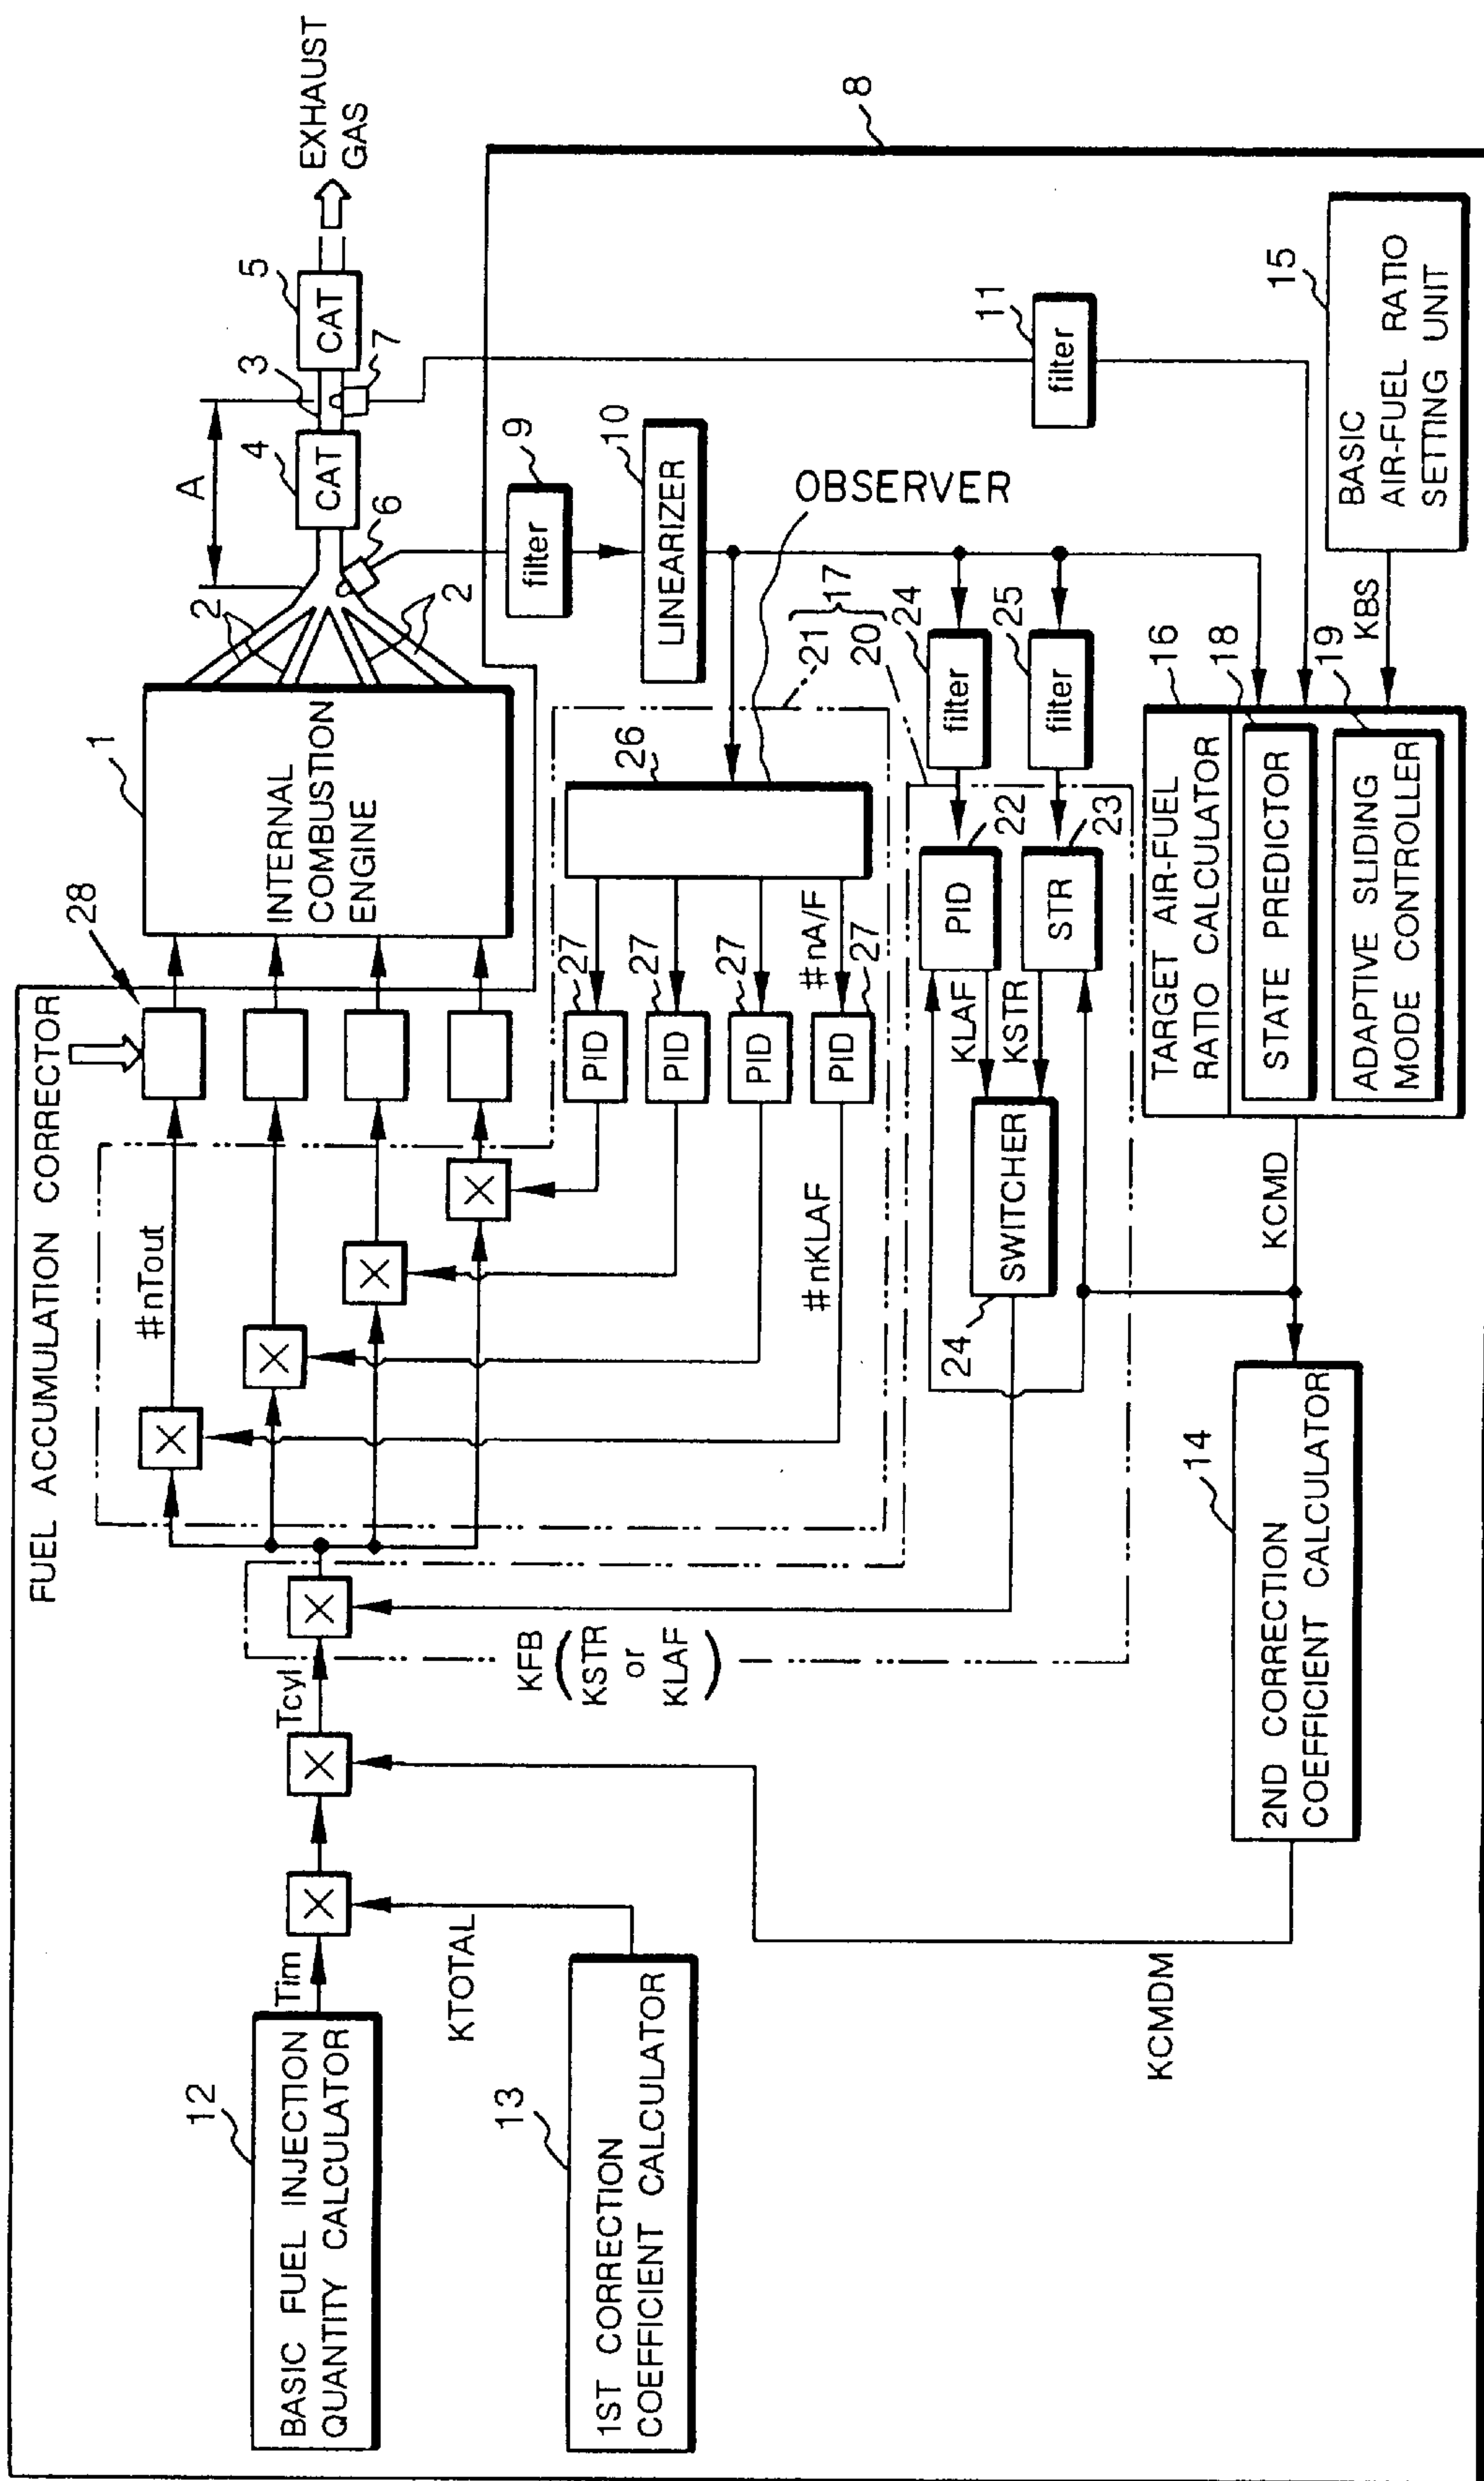 FUEL ACCUMULATION CORRECTOR
28
1
INTERNAL
COMBUSTION
ENGINE
2
2
A
4
CAT
3
5
CAT
EXHAUST
GAS
6
7
8
12
BASIC FUEL INJECTION
QUANTITY CALCULATOR
Tim
Tcyl
#nTout
×
×
×
×
×
×
×
KTOTAL
13
1ST CORRECTION
COEFFICIENT CALCULATOR
KFB (KSTR
or
KLAF)
PID
27
PID
27
PID
27
PID
27
#nA/F
#nKLAF
26
OBSERVER
9
filter
10
LINEARIZER
11
filter
21
20
17
24
filter
25
filter
22
PID
23
STR
KLAF
KSTR
SWITCHER
24
KCMDM
14
2ND CORRECTION
COEFFICIENT CALCULATOR
KCMD
16
TARGET AIR-FUEL
RATIO CALCULATOR
18
STATE PREDICTOR
19
ADAPTIVE SLIDING
MODE CONTROLLER
KBS
15
BASIC
AIR-FUEL RATIO
SETTING UNIT